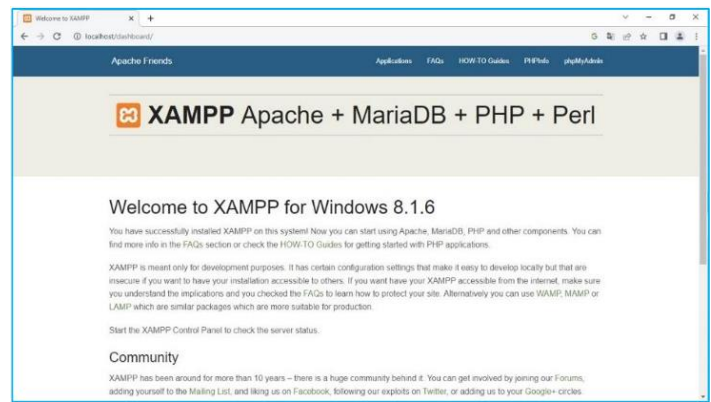 Welcome to XAMPP
localhost/dashboard/
Apache Friends
Applications FAQs HOW-TO Guides PHPInfo phpMyAdmin
XAMPP Apache + MariaDB + PHP + Perl
Welcome to XAMPP for Windows 8.1.6
You have successfully installed XAMPP on this system! Now you can start using Apache, MariaDB, PHP and other components. You can
find more info in the FAQs section or check the HOW-TO Guides for getting started with PHP applications.
XAMPP is meant only for development purposes. It has certain configuration settings that make it easy to develop locally but that are
insecure if you want to have your installation accessible to others. If you want have your XAMPP accessible from the internet, make sure
you understand the implications and you checked the FAQs to learn how to protect your site. Alternatively you can use WAMP, MAMP or
LAMP which are similar packages which are more suitable for production.
Start the XAMPP Control Panel to check the server status.
Community
XAMPP has been around for more than 10 years – there is a huge community behind it. You can get involved by joining our Forums,
adding yourself to the Mailing List, and liking us on Facebook, following our exploits on Twitter, or adding us to your Google+ circles.